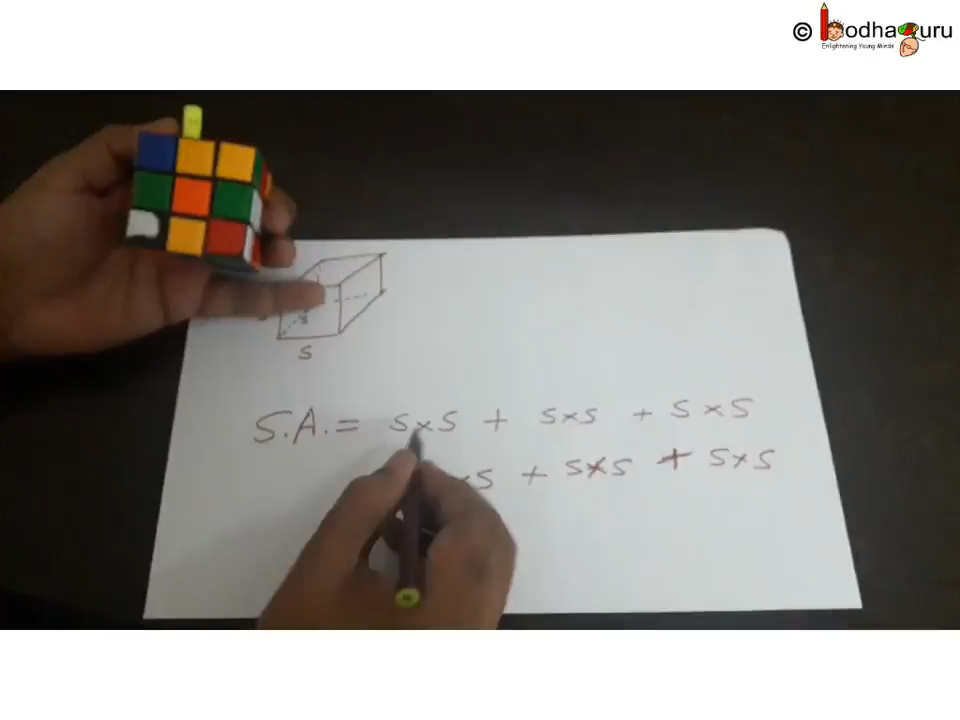 © BodhaGuru
Enlightening Young Minds
S
S
S.A. = S×S + S×S + S×S
×S + S×S + S×S